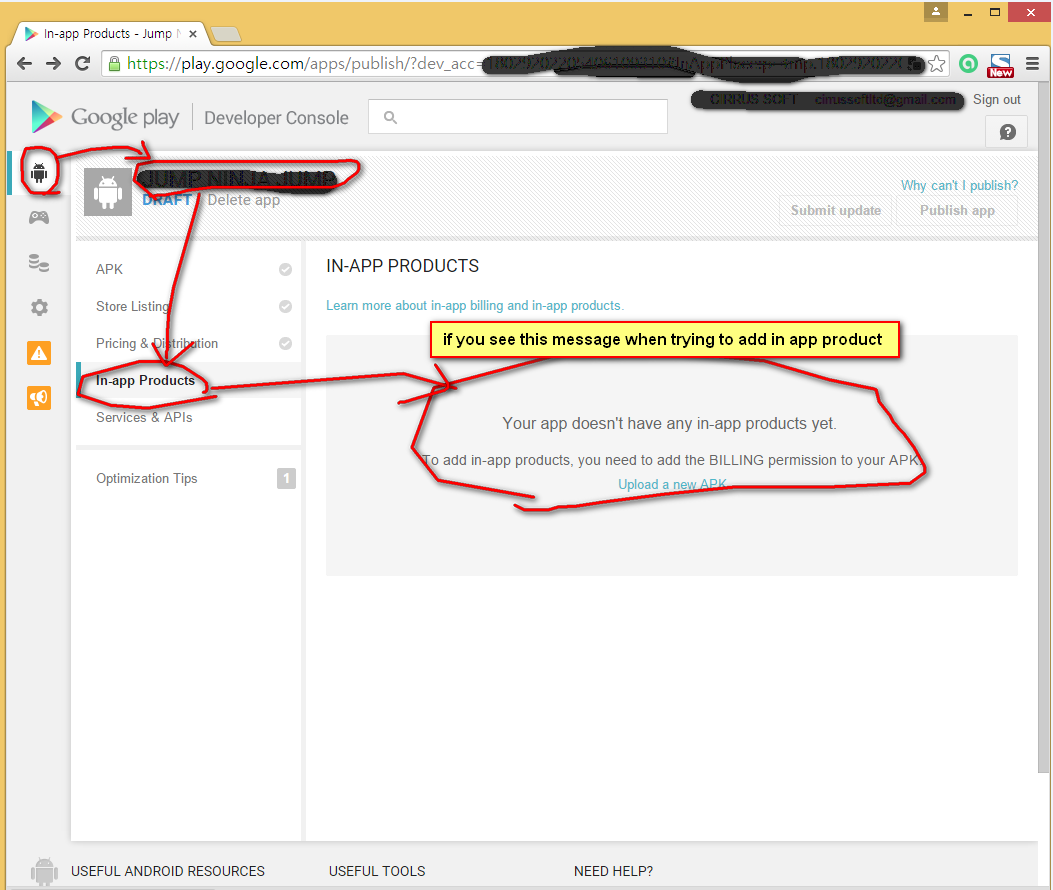 In-app Products - Jump
https://play.google.com/apps/publish/?dev_acc=
New
Sign out
Google play
Developer Console
DRAFT
Delete app
Why can't I publish?
Submit update
Publish app
APK
Store Listing
Pricing & Distribution
In-app Products
Services & APIs
Optimization Tips
1
IN-APP PRODUCTS
Learn more about in-app billing and in-app products.
if you see this message when trying to add in app product
Your app doesn't have any in-app products yet.
To add in-app products, you need to add the BILLING permission to your APK.
Upload a new APK
USEFUL ANDROID RESOURCES
USEFUL TOOLS
NEED HELP?